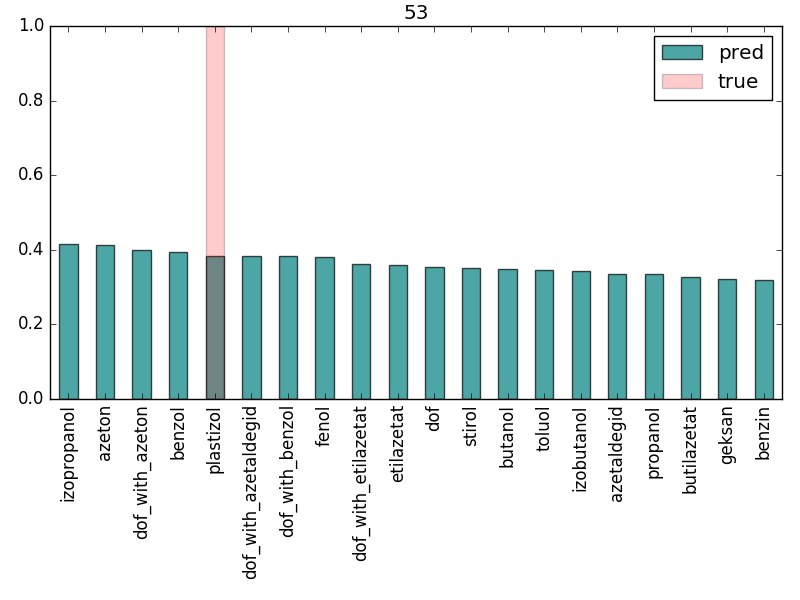 53
1.0
0.8
0.6
0.4
0.2
0.0
pred
true
izopropanol
azeton
dof_with_azeton
benzol
plastizol
dof_with_azetaldegid
dof_with_benzol
fenol
dof_with_etilazetat
etilazetat
dof
stirol
butanol
toluol
izobutanol
azetaldegid
propanol
butilazetat
geksan
benzin